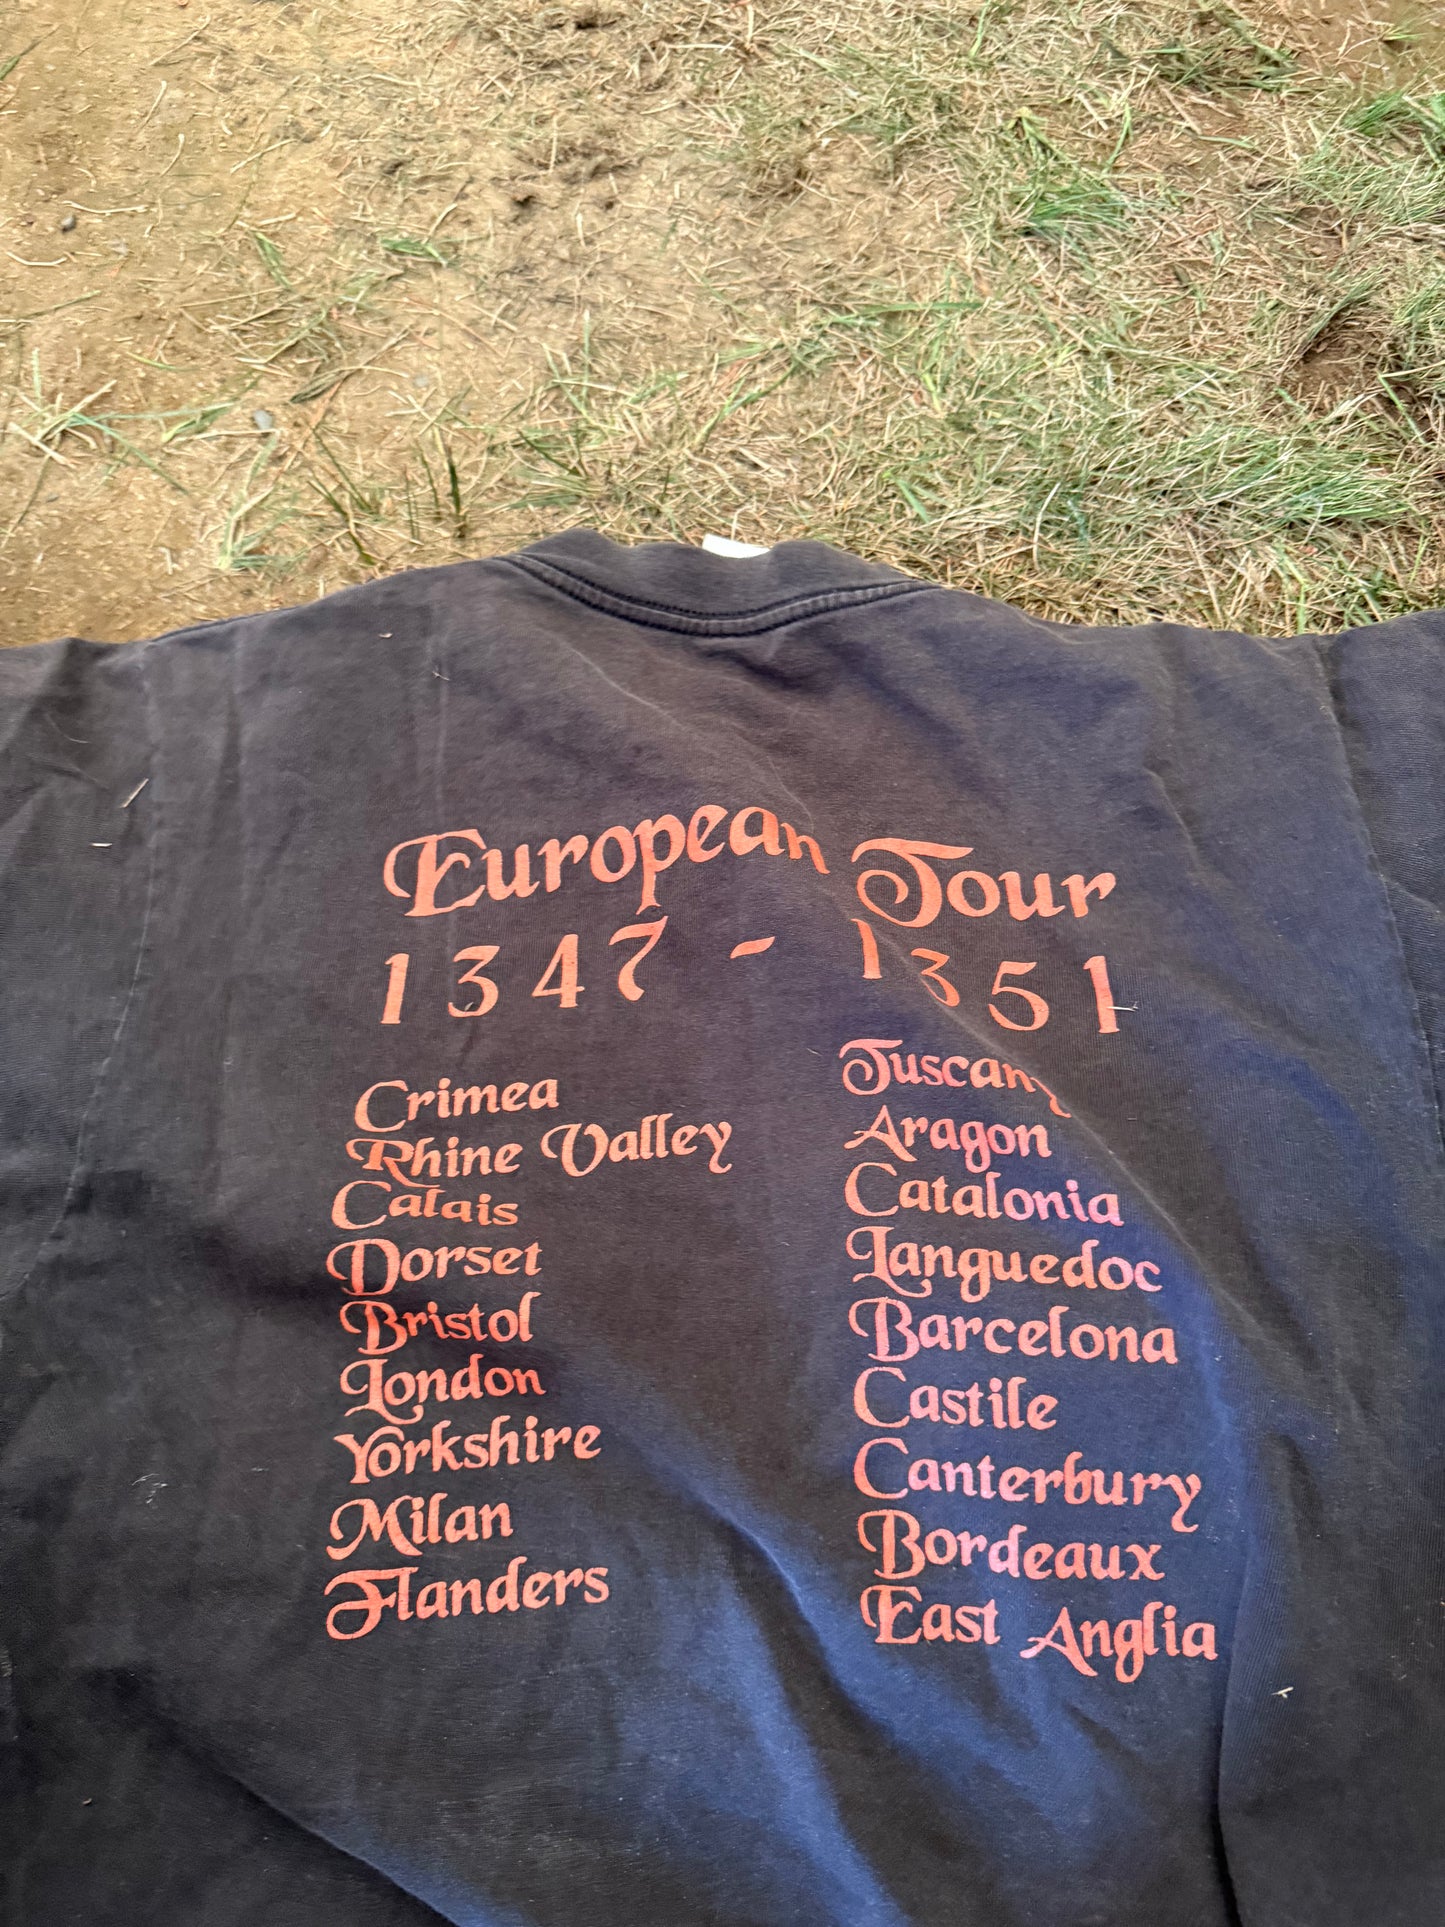 European Tour
1347 - 1351
Crimea
Rhine Valley
Calais
Dorset
Bristol
London
Yorkshire
Milan
Flanders
Tuscany
Aragon
Catalonia
Languedoc
Barcelona
Castile
Canterbury
Bordeaux
East Anglia